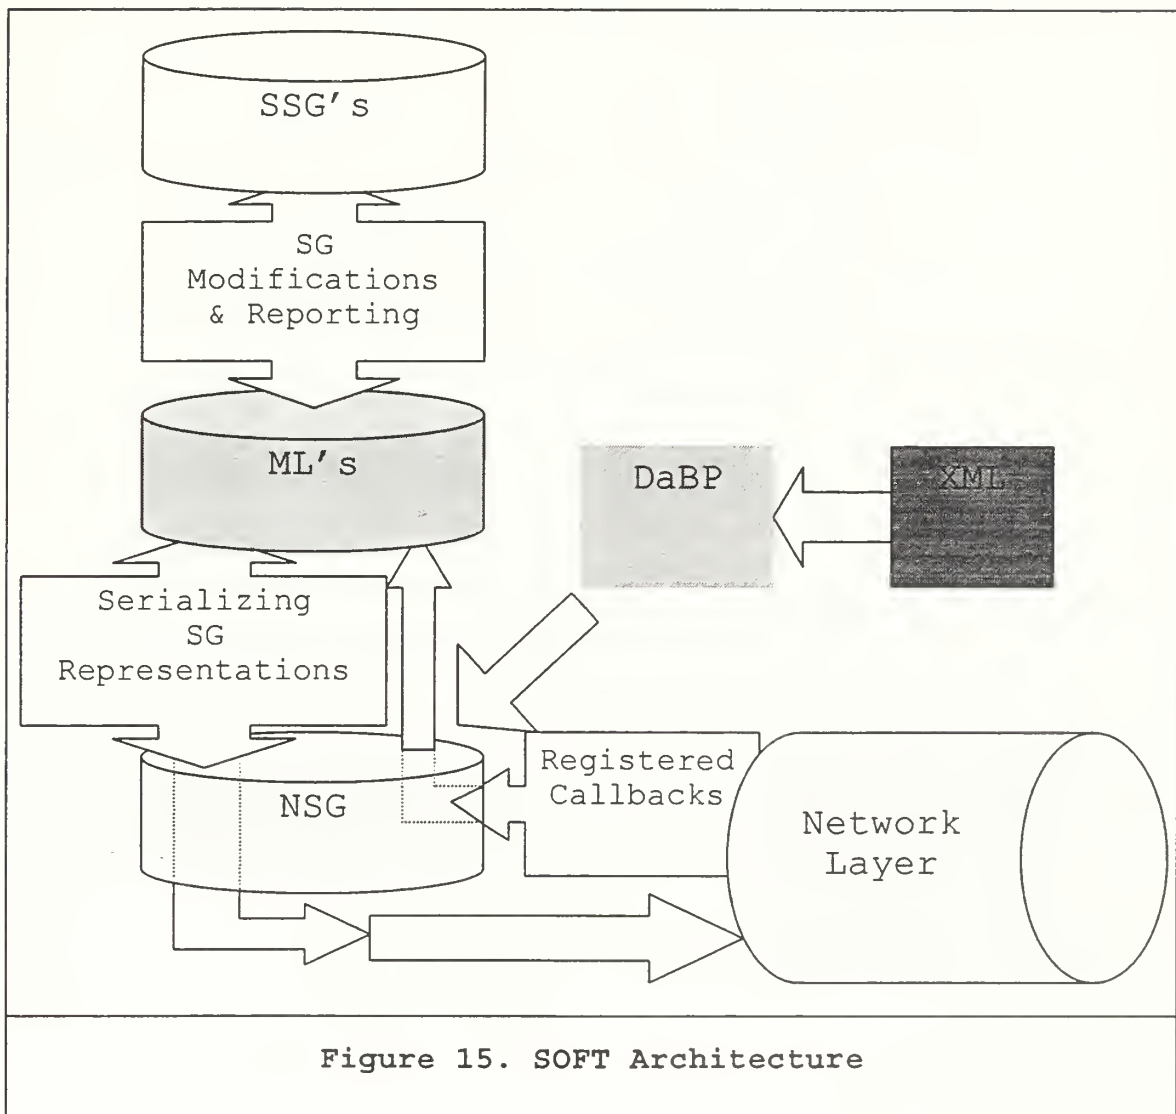 SSG's
SG
Modifications
& Reporting
ML's
DaBP
XML
Serializing
SG
Representations
NSG
Registered
Callbacks
Network
Layer
Figure 15. SOFT Architecture